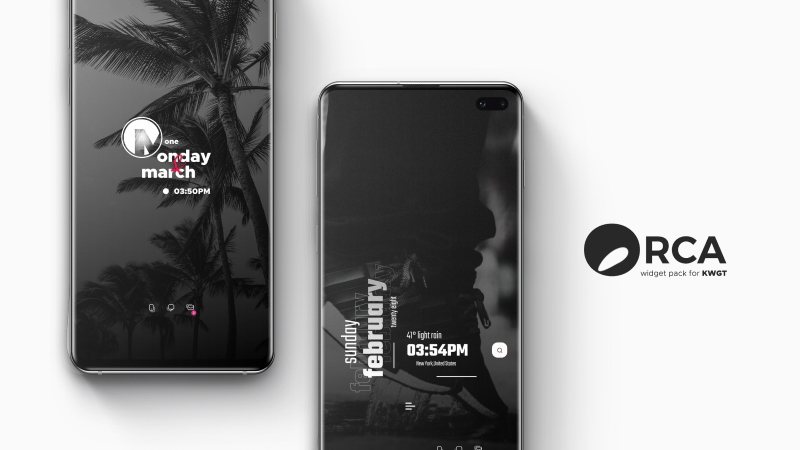 one
Monday
&
march
03:50PM
sunday
february
twenty eight
41° light rain
03:54PM
New York, United States
ORCA
widget pack for KWGT